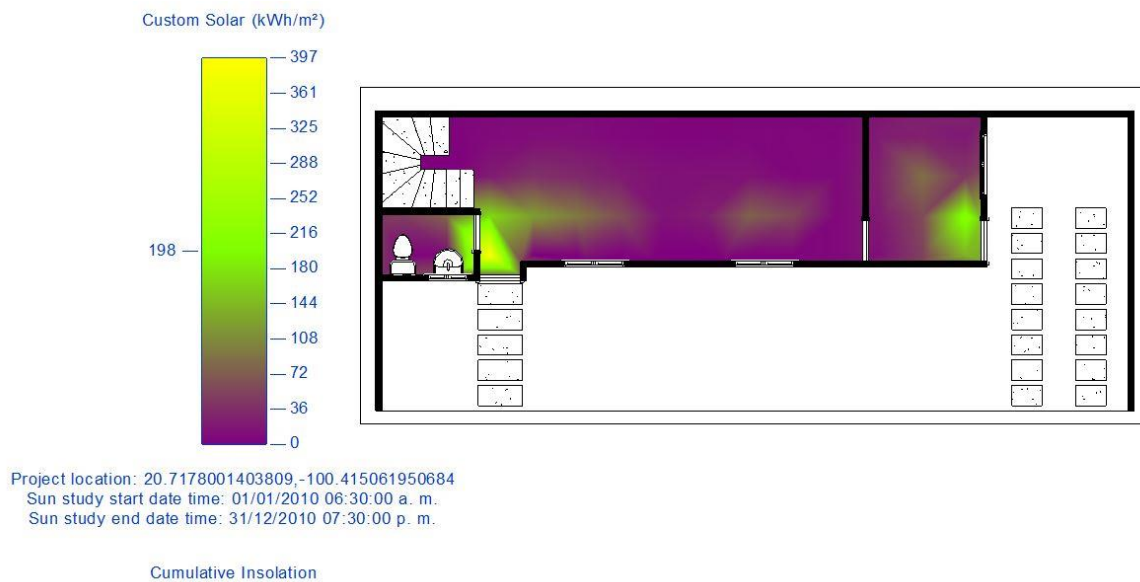 Custom Solar (kWh/m²)
397
361
325
288
252
216
198
180
144
108
72
36
0
Project location: 20.7178001403809,-100.415061950684
Sun study start date time: 01/01/2010 06:30:00 a. m.
Sun study end date time: 31/12/2010 07:30:00 p. m.
Cumulative Insolation